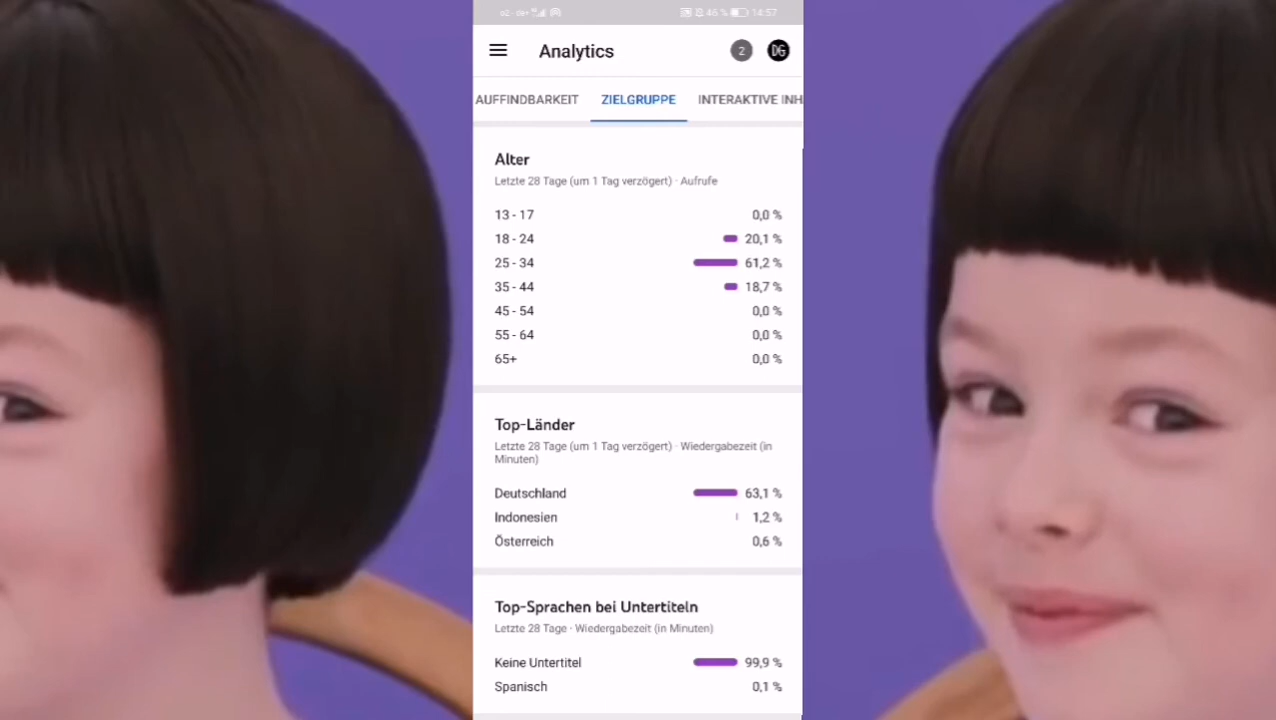 46 % 14:57
Analytics 2 DG
AUFFINDBARKEIT ZIELGRUPPE INTERAKTIVE INH
Alter
Letzte 28 Tage (um 1 Tag verzögert) · Aufrufe
13 - 17 0,0 %
18 - 24 20,1 %
25 - 34 61,2 %
35 - 44 18,7 %
45 - 54 0,0 %
55 - 64 0,0 %
65+ 0,0 %
Top-Länder
Letzte 28 Tage (um 1 Tag verzögert) · Wiedergabezeit (in
Minuten)
Deutschland 63,1 %
Indonesien 1,2 %
Österreich 0,6 %
Top-Sprachen bei Untertiteln
Letzte 28 Tage · Wiedergabezeit (in Minuten)
Keine Untertitel 99,9 %
Spanisch 0,1 %